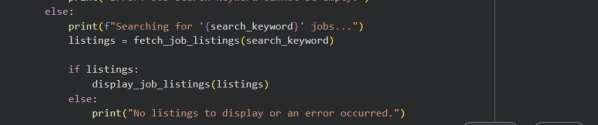 else:
print(f"Searching for '{search_keyword}' jobs...")
listings = fetch_job_listings(search_keyword)
if listings:
display_job_listings(listings)
else:
print("No listings to display or an error occurred.")